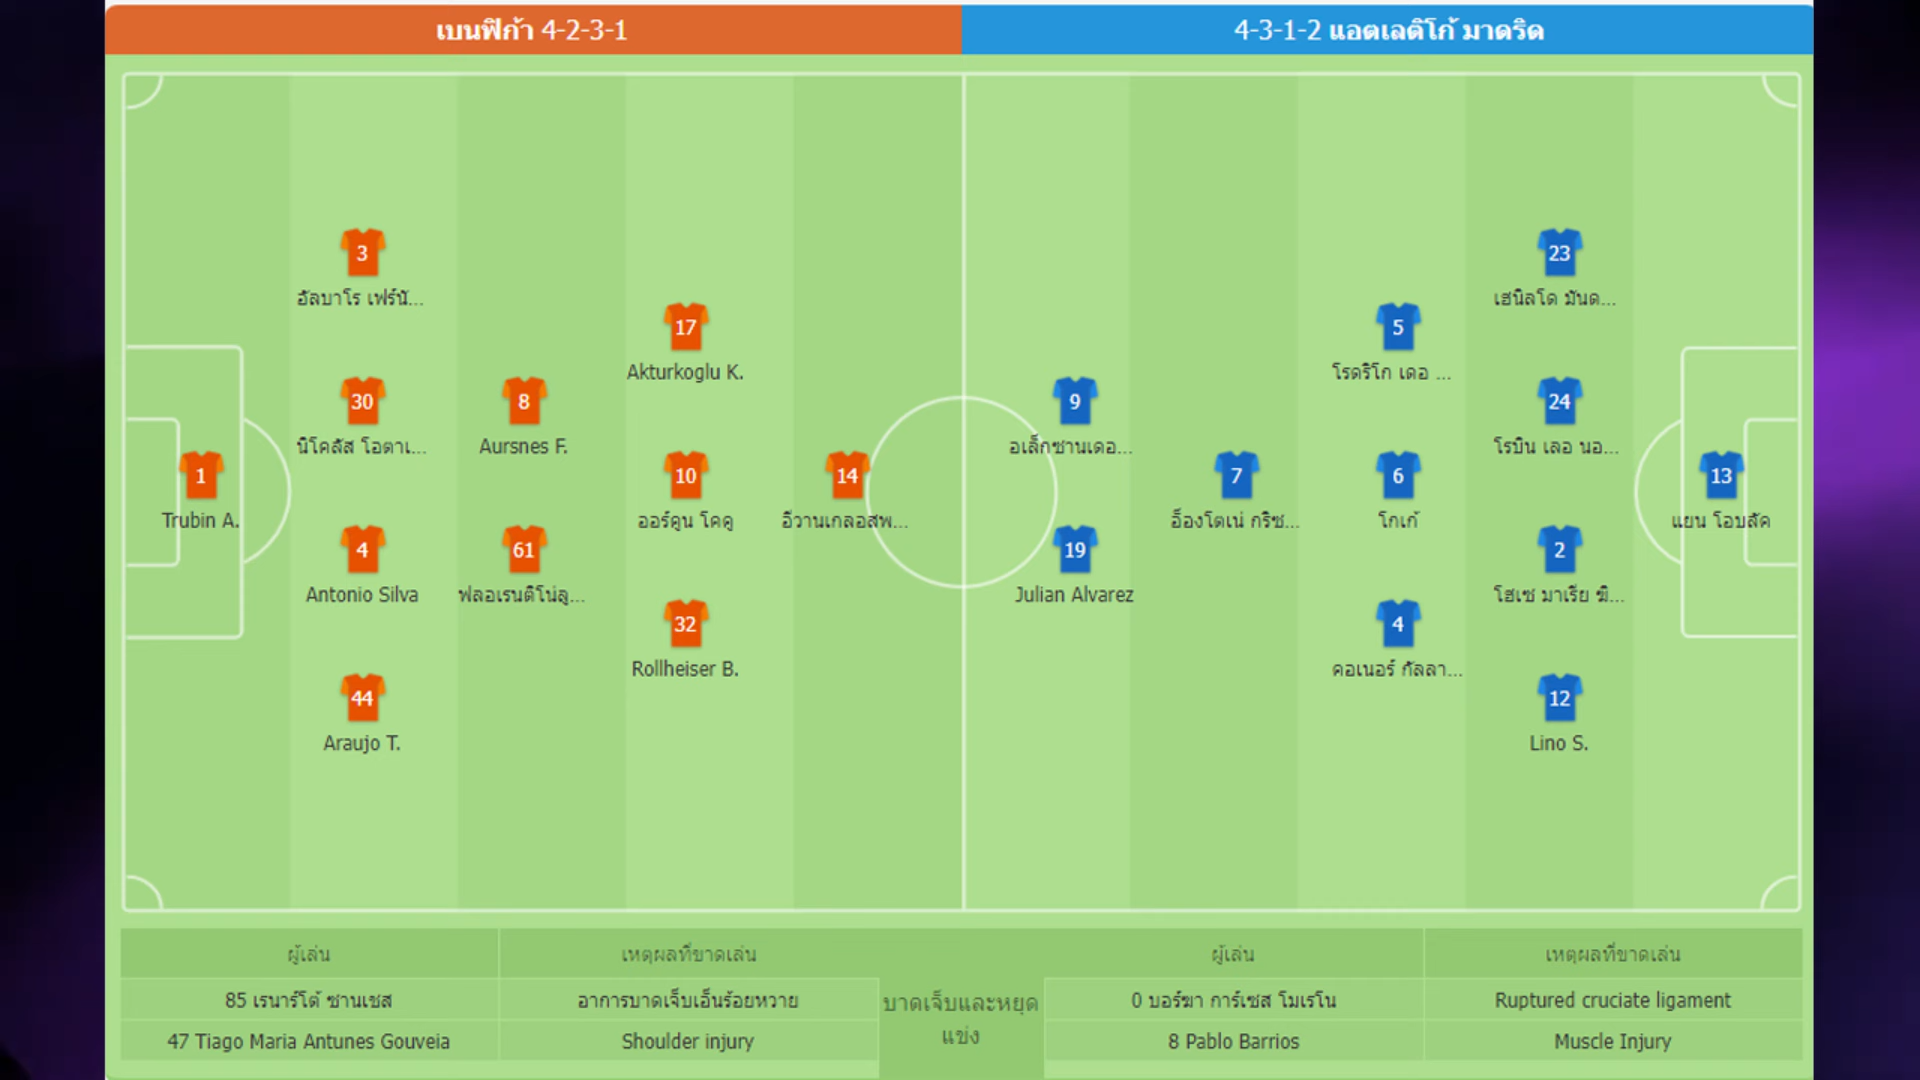 เบนฟิก้า 4-2-3-1
4-3-1-2 แอตเลติโก้ มาดริด
3
อัลบาโร เฟร์นั...
30
นิโคลัส โอตาเ...
4
Antonio Silva
44
Araujo T.
1
Trubin A.
8
Aursnes F.
61
ฟลอเรนติโน่ลู...
17
Akturkoglu K.
10
ออร์คูน โคคู
32
Rollheiser B.
14
อีวานเกลอสพ...
9
อเล็กซานเดอ...
19
Julian Alvarez
7
อ็องโตเน่ กริซ...
5
โรดริโก เดอ ...
6
โกเก้
4
คอเนอร์ กัลลา...
23
เฮนิลโด มันด...
24
โรบิน เลอ นอ...
2
โฮเซ มาเรีย ฆิ...
12
Lino S.
13
แยน โอบลัค
ผู้เล่น
เหตุผลที่ขาดเล่น
85 เรนาร์โต้ ซานเชส
อาการบาดเจ็บเอ็นร้อยหวาย
47 Tiago Maria Antunes Gouveia
Shoulder injury
บาดเจ็บและหยุด
แข่ง
ผู้เล่น
เหตุผลที่ขาดเล่น
0 บอร์ฆา การ์เซส โมเรโน
Ruptured cruciate ligament
8 Pablo Barrios
Muscle Injury